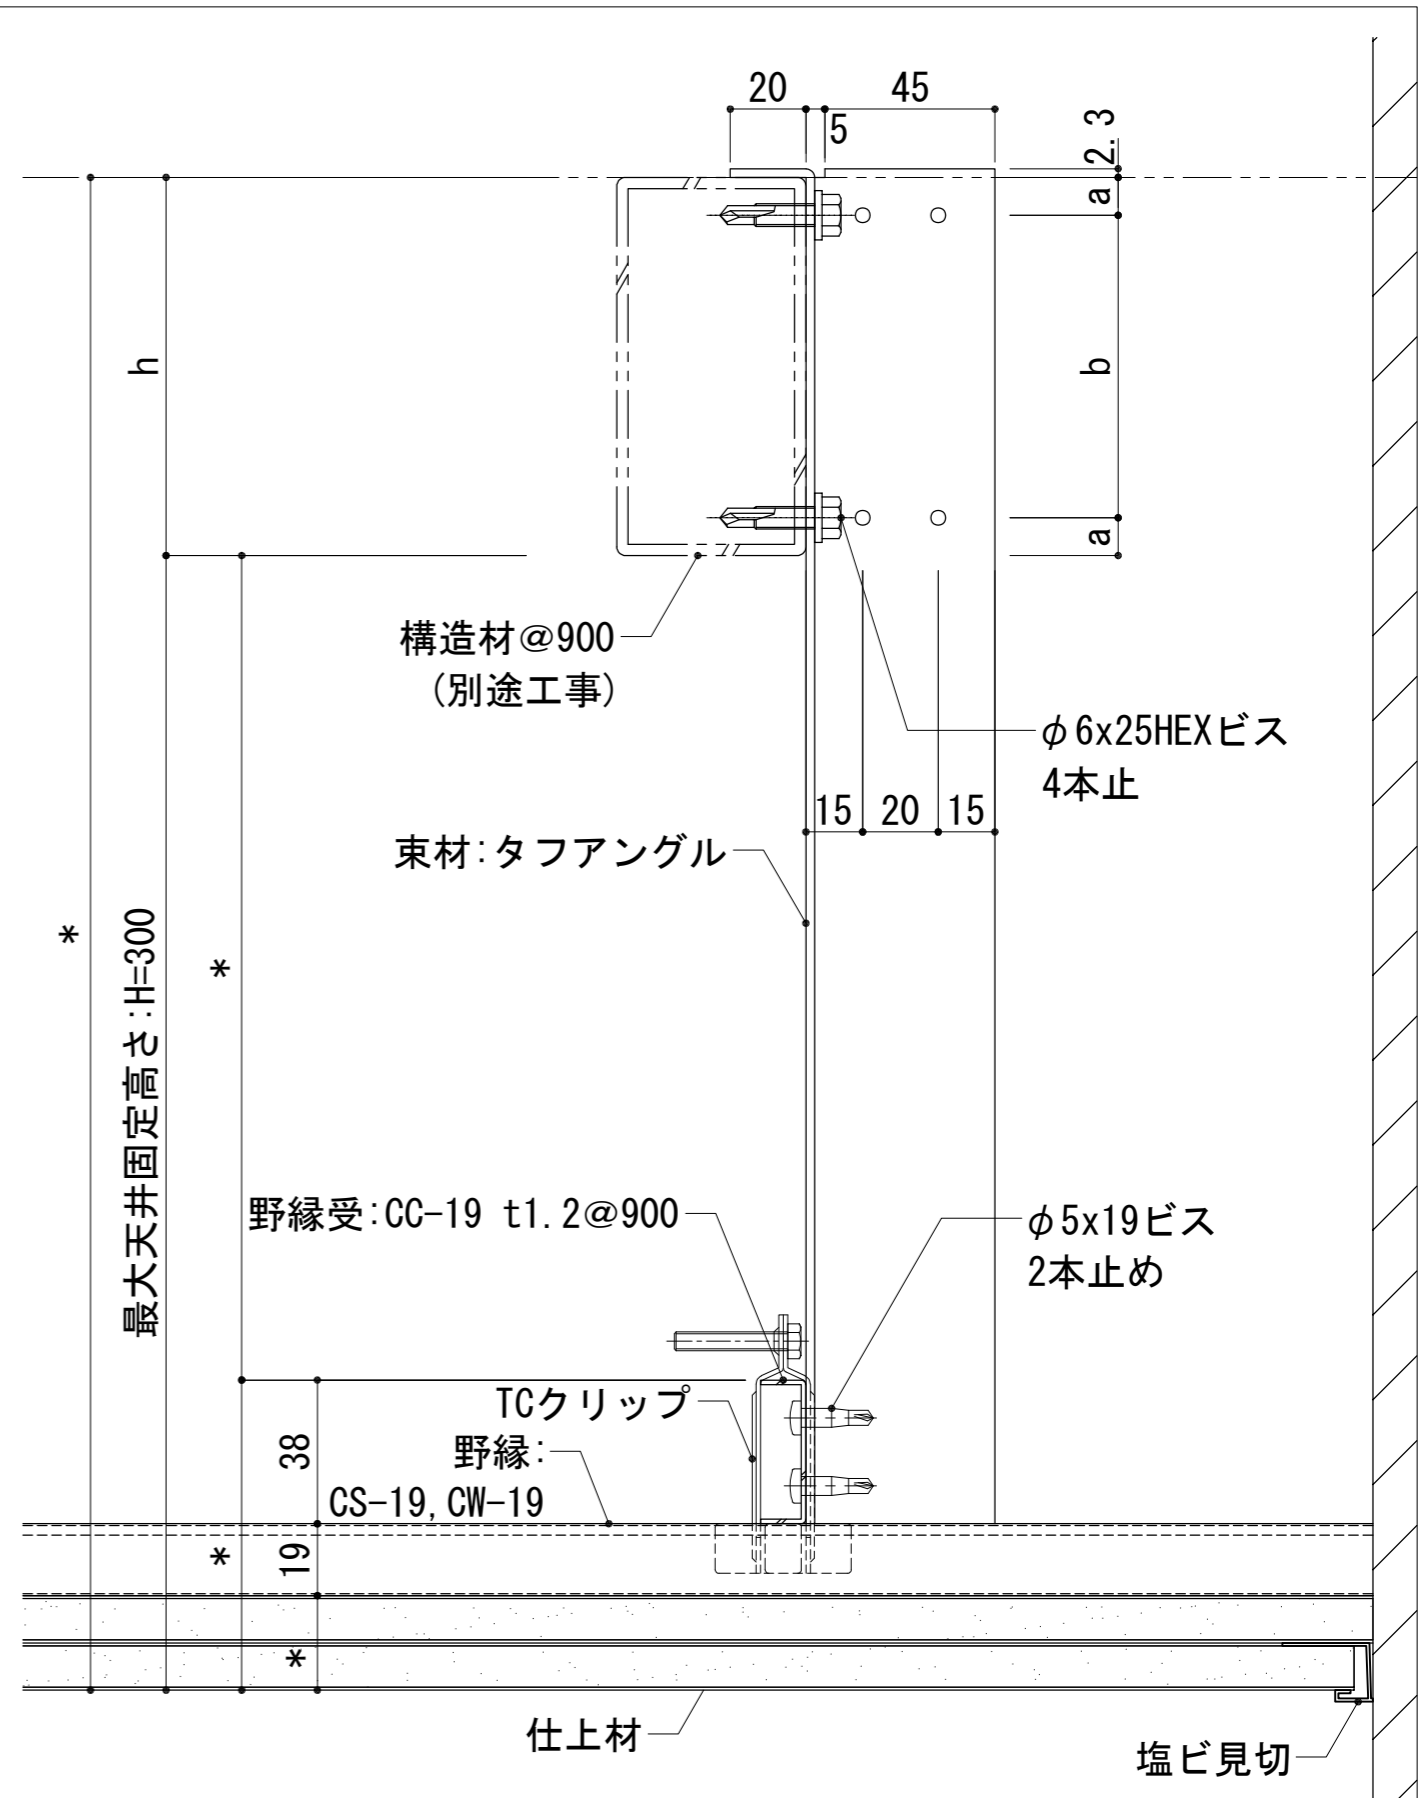 20
45
5
2.3
a
h
b
a
構造材@900
(別途工事)
φ6x25HEXビス
4本止
15
20
15
束材:タフアングル
*
最大天井固定高さ:H=300
*
野縁受:CC-19 t1.2@900
φ5x19ビス
2本止め
TCクリップ
38
野縁:
CS-19,CW-19
*
19
*
仕上材
塩ビ見切